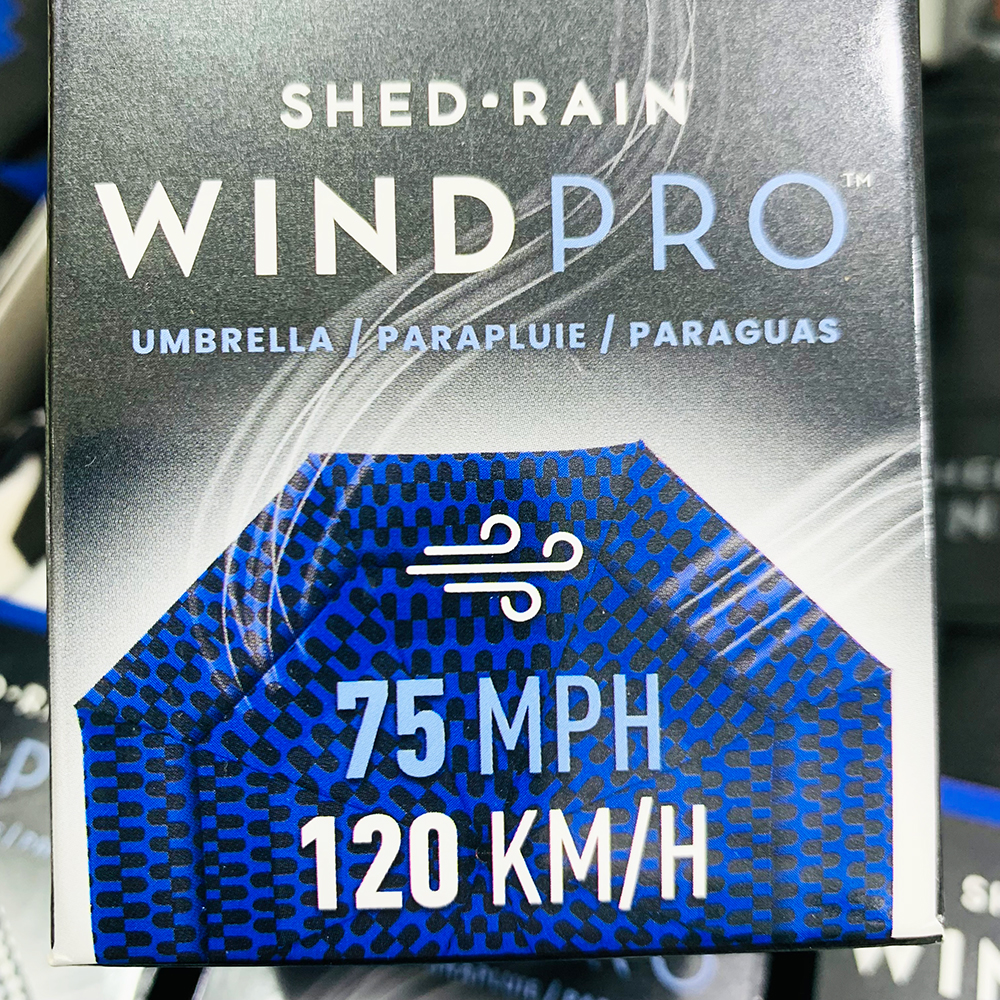 SHED•RAIN
WINDPRO™
UMBRELLA / PARAPLUIE / PARAGUAS
75 MPH
120 KM/H